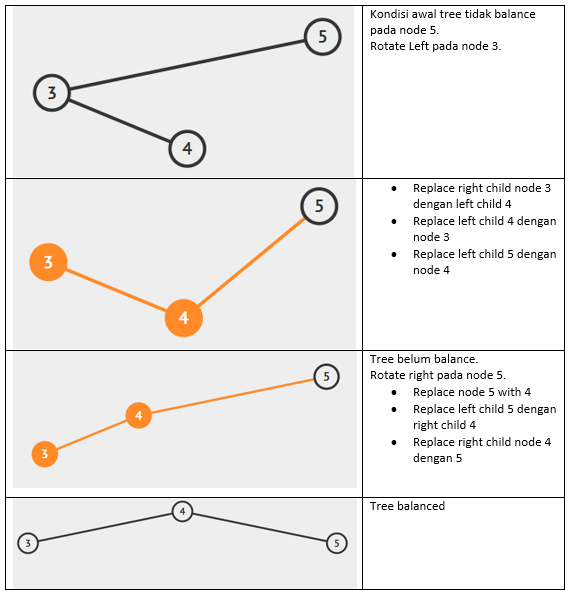 5
3
4
Kondisi awal tree tidak balance
pada node 5.
Rotate Left pada node 3.
5
3
4
• Replace right child node 3
dengan left child 4
• Replace left child 4 dengan
node 3
• Replace left child 5 dengan
node 4
5
4
3
Tree belum balance.
Rotate right pada node 5.
• Replace node 5 with 4
• Replace left child 5 dengan
right child 4
• Replace right child node 4
dengan 5
4
3
5
Tree balanced